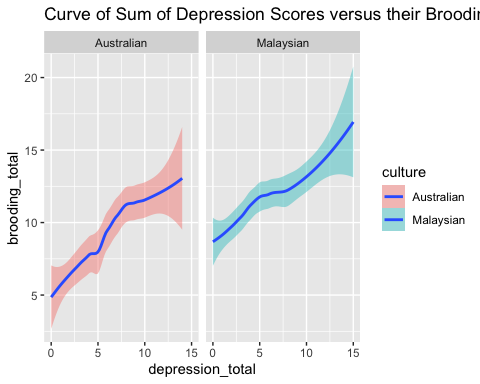 Curve of Sum of Depression Scores versus their Broodin
Australian
Malaysian
20
15
10
5
0
5
10
15
0
5
10
15
brooding_total
depression_total
culture
Australian
Malaysian